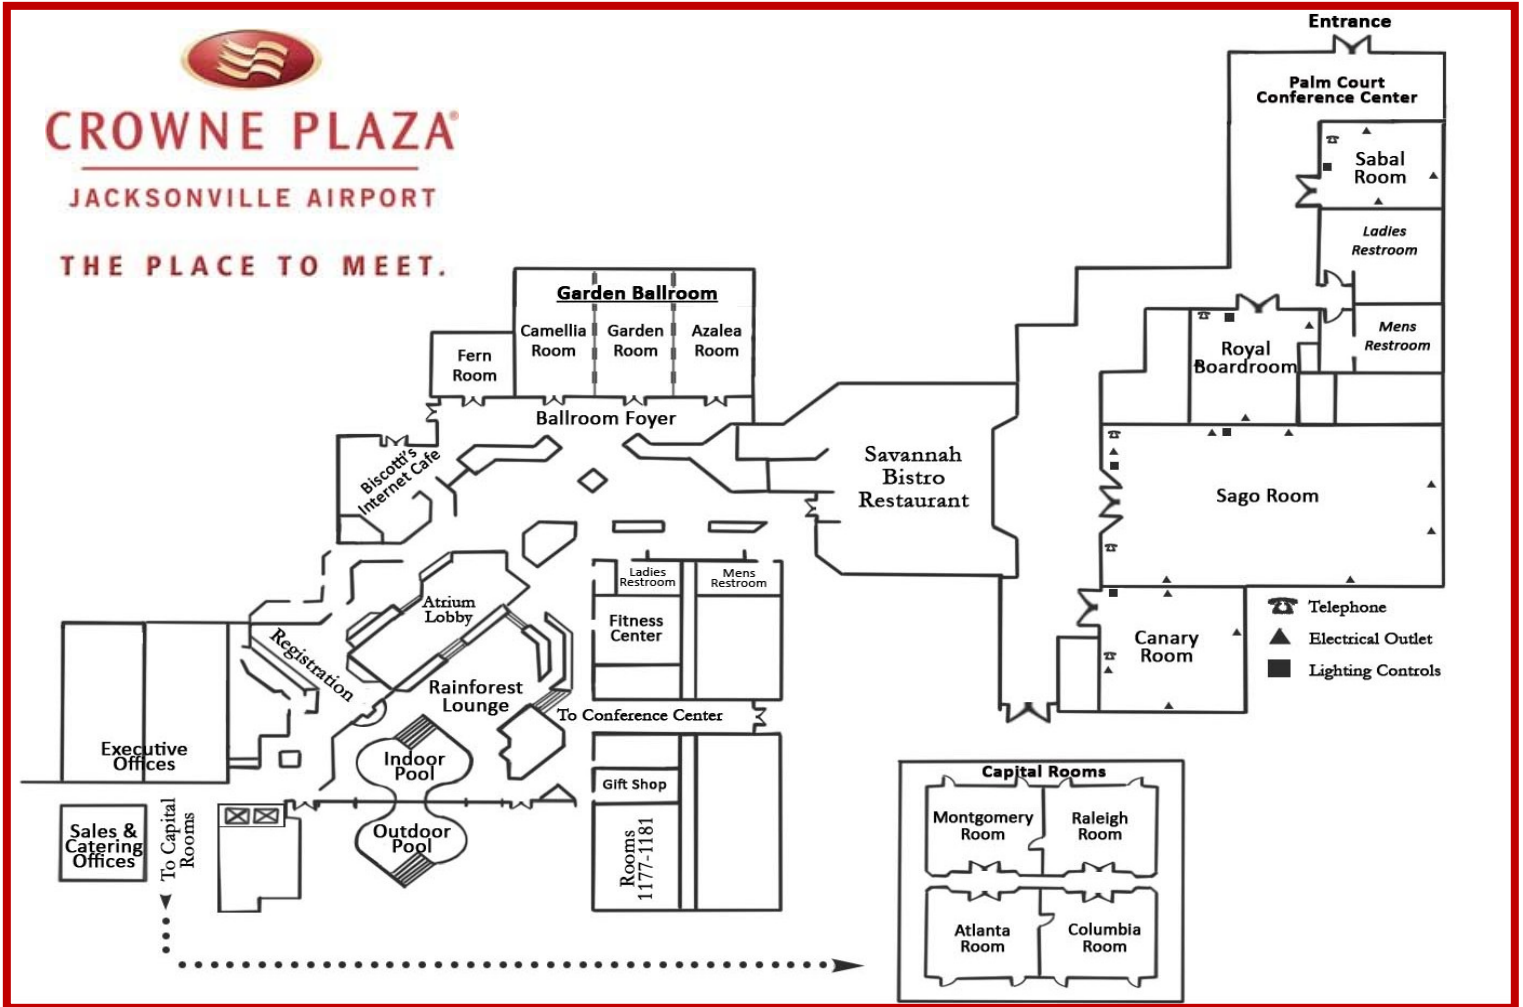 CROWNE PLAZA®
JACKSONVILLE AIRPORT
THE PLACE TO MEET.
Entrance
Palm Court
Conference Center
Sabal
Room
Ladies
Restroom
Mens
Restroom
Royal
Boardroom
Sago Room
Canary
Room
Telephone
Electrical Outlet
Lighting Controls
Garden Ballroom
Camellia
Room
Garden
Room
Azalea
Room
Fern
Room
Ballroom Foyer
Biscotti's
Internet Cafe
Savannah
Bistro
Restaurant
Ladies
Restroom
Mens
Restroom
Fitness
Center
Atrium
Lobby
Registration
Rainforest
Lounge
To Conference Center
Executive
Offices
Indoor
Pool
Gift Shop
Outdoor
Pool
Rooms
1177-1181
Sales &
Catering
Offices
To Capital
Rooms
Capital Rooms
Montgomery
Room
Raleigh
Room
Atlanta
Room
Columbia
Room